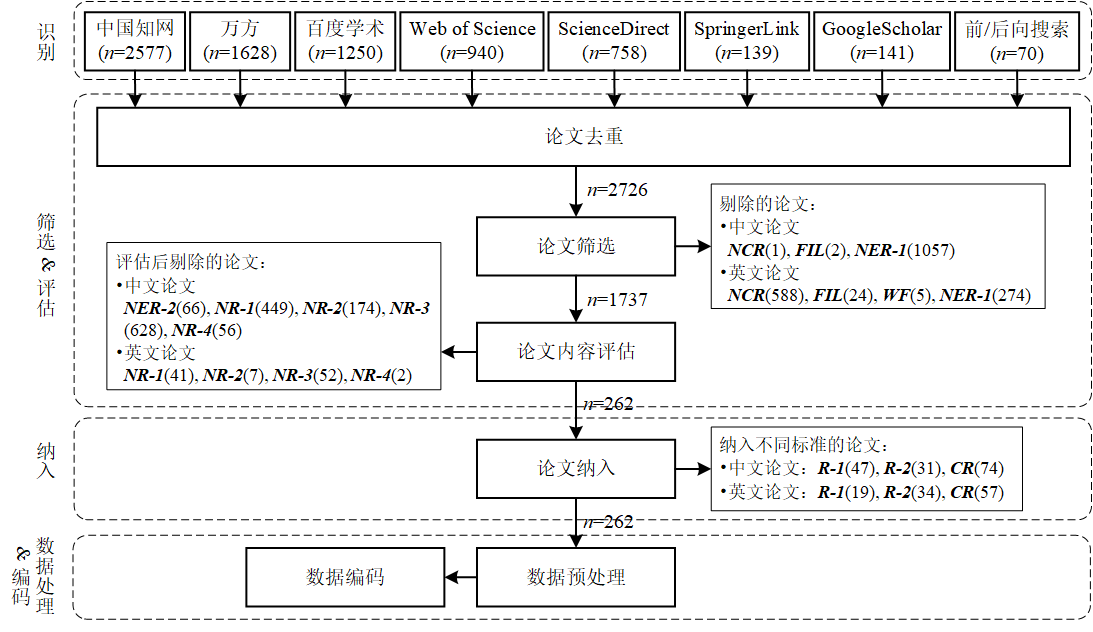 识别
中国知网
(n=2577)
万方
(n=1628)
百度学术
(n=1250)
Web of Science
(n=940)
ScienceDirect
(n=758)
SpringerLink
(n=139)
GoogleScholar
(n=141)
前/后向搜索
(n=70)
筛选 & 评估
论文去重
n=2726
论文筛选
剔除的论文：
•中文论文
NCR(1), FIL(2), NER-1(1057)
•英文论文
NCR(588), FIL(24), WF(5), NER-1(274)
n=1737
论文内容评估
评估后剔除的论文：
•中文论文
NER-2(66), NR-1(449), NR-2(174), NR-3
(628), NR-4(56)
•英文论文
NR-1(41), NR-2(7), NR-3(52), NR-4(2)
n=262
纳入
论文纳入
纳入不同标准的论文：
•中文论文：R-1(47), R-2(31), CR(74)
•英文论文：R-1(19), R-2(34), CR(57)
n=262
数据处理
& 编码
数据编码
数据预处理